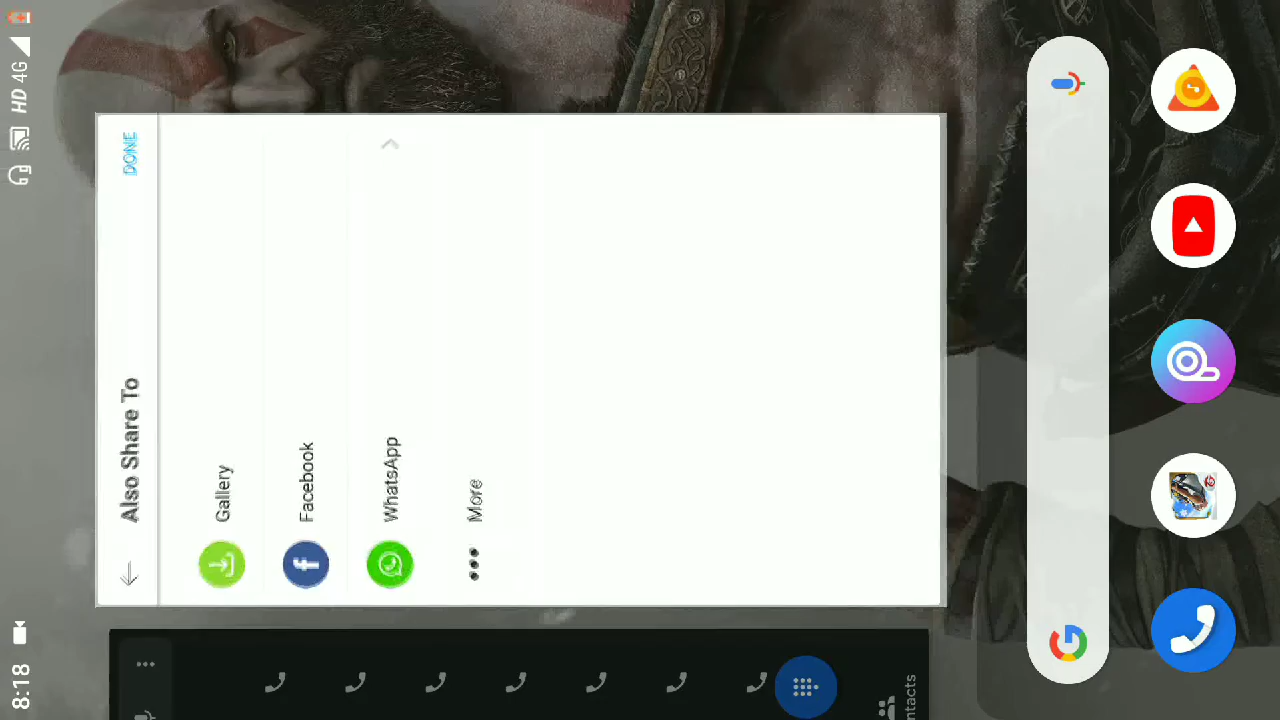 8:18
HD 4G
Also Share To
DONE
Gallery
Facebook
WhatsApp
More
ntacts